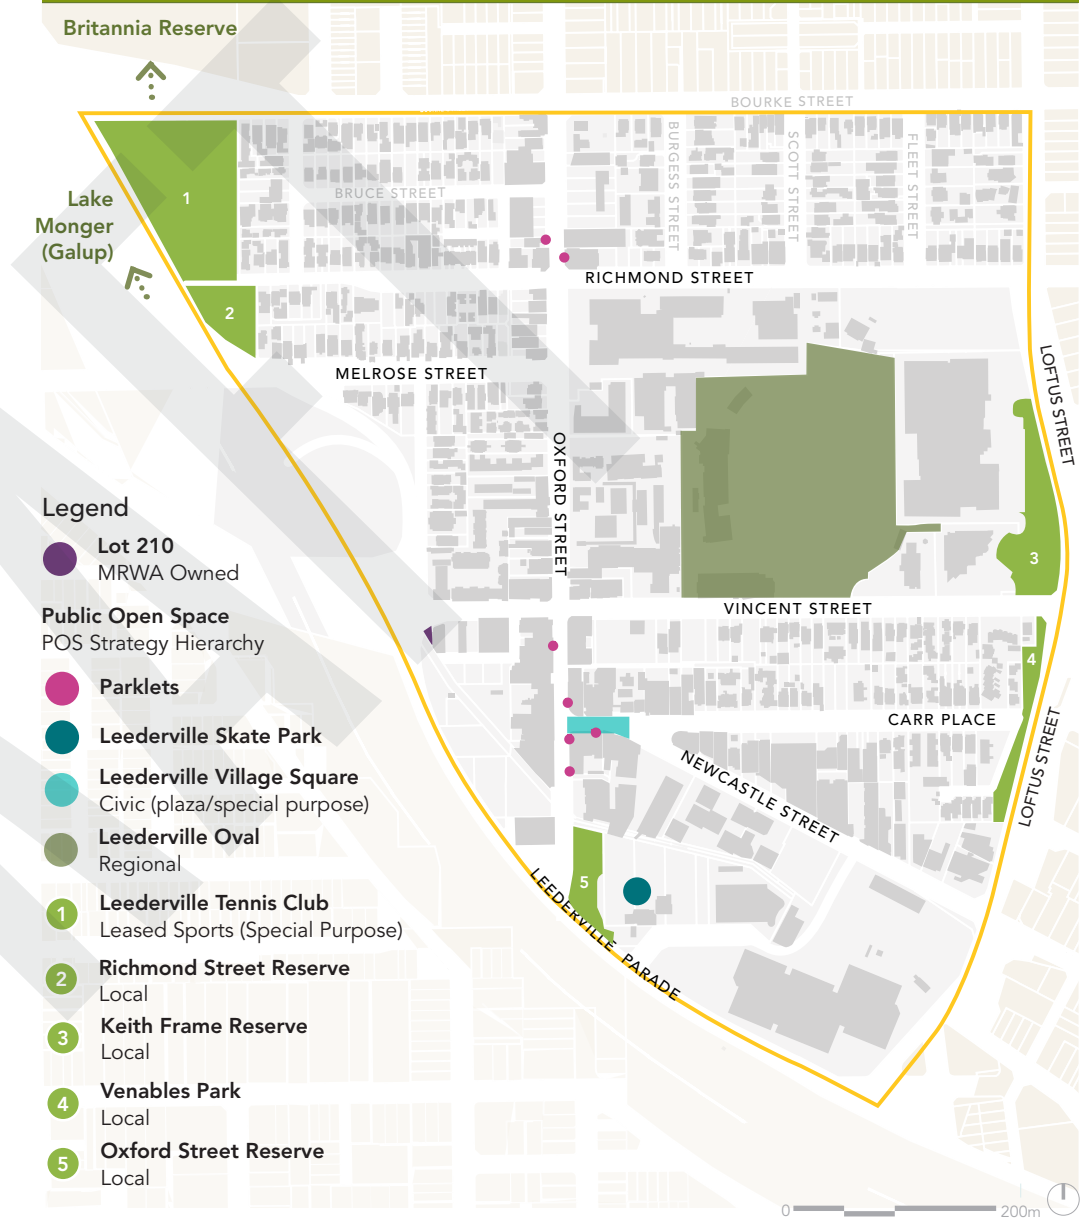 Britannia Reserve
BOURKE STREET
BURGESS STREET
SCOTT STREET
FLEET STREET
1
BRUCE STREET
Lake
Monger
(Galup)
RICHMOND STREET
2
MELROSE STREET
LOFTUS STREET
OXFORD STREET
3
VINCENT STREET
4
CARR PLACE
NEWCASTLE STREET
LOFTUS STREET
5
LEEDERVILLE PARADE
Legend
Lot 210
MRWA Owned
Public Open Space
POS Strategy Hierarchy
Parklets
Leederville Skate Park
Leederville Village Square
Civic (plaza/special purpose)
Leederville Oval
Regional
1 Leederville Tennis Club
Leased Sports (Special Purpose)
2 Richmond Street Reserve
Local
3 Keith Frame Reserve
Local
4 Venables Park
Local
5 Oxford Street Reserve
Local
0 200m